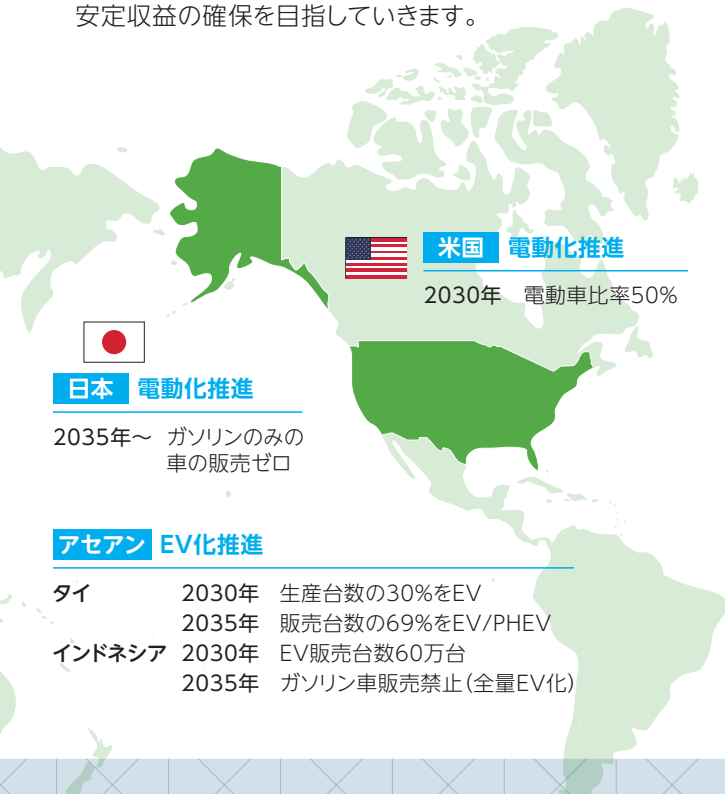 安定収益の確保を目指していきます。
米国 電動化推進
2030年 電動車比率50%
日本 電動化推進
2035年～ ガソリンのみの
車の販売ゼロ
アセアン EV化推進
タイ 2030年 生産台数の30%をEV
2035年 販売台数の69%をEV/PHEV
インドネシア 2030年 EV販売台数60万台
2035年 ガソリン車販売禁止(全量EV化)